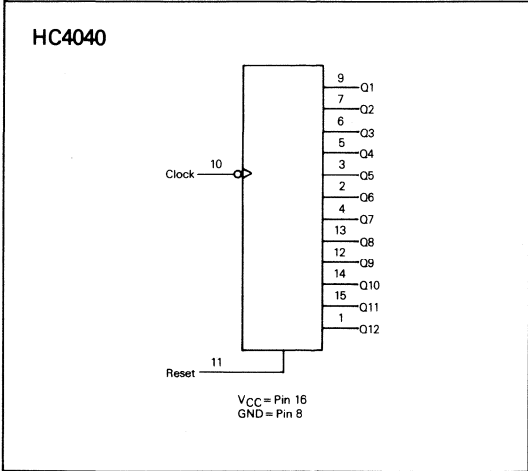 HC4040
9
Q1
7
Q2
6
Q3
5
Q4
Clock 10
3
Q5
2
Q6
4
Q7
13
Q8
12
Q9
14
Q10
15
Q11
1
Q12
Reset 11
VCC = Pin 16
GND = Pin 8